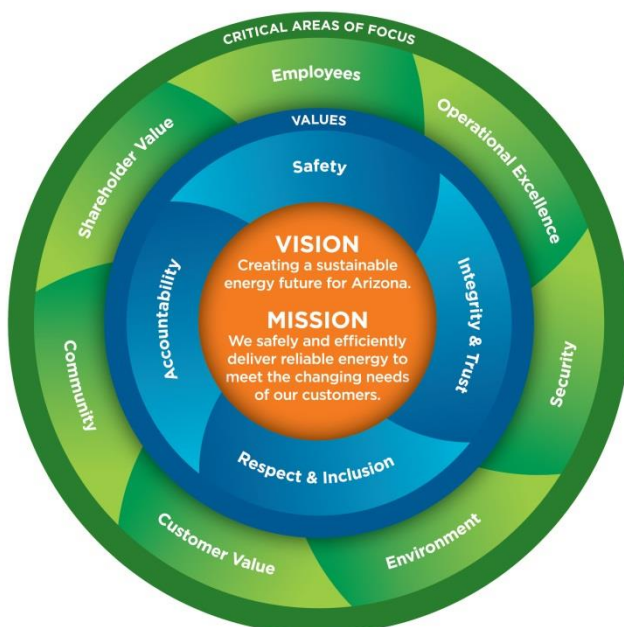 CRITICAL AREAS OF FOCUS
Employees
Operational Excellence
Security
Environment
Customer Value
Community
Shareholder Value
VALUES
Safety
Integrity & Trust
Respect & Inclusion
Accountability
VISION
Creating a sustainable
energy future for Arizona.
MISSION
We safely and efficiently
deliver reliable energy to
meet the changing needs
of our customers.